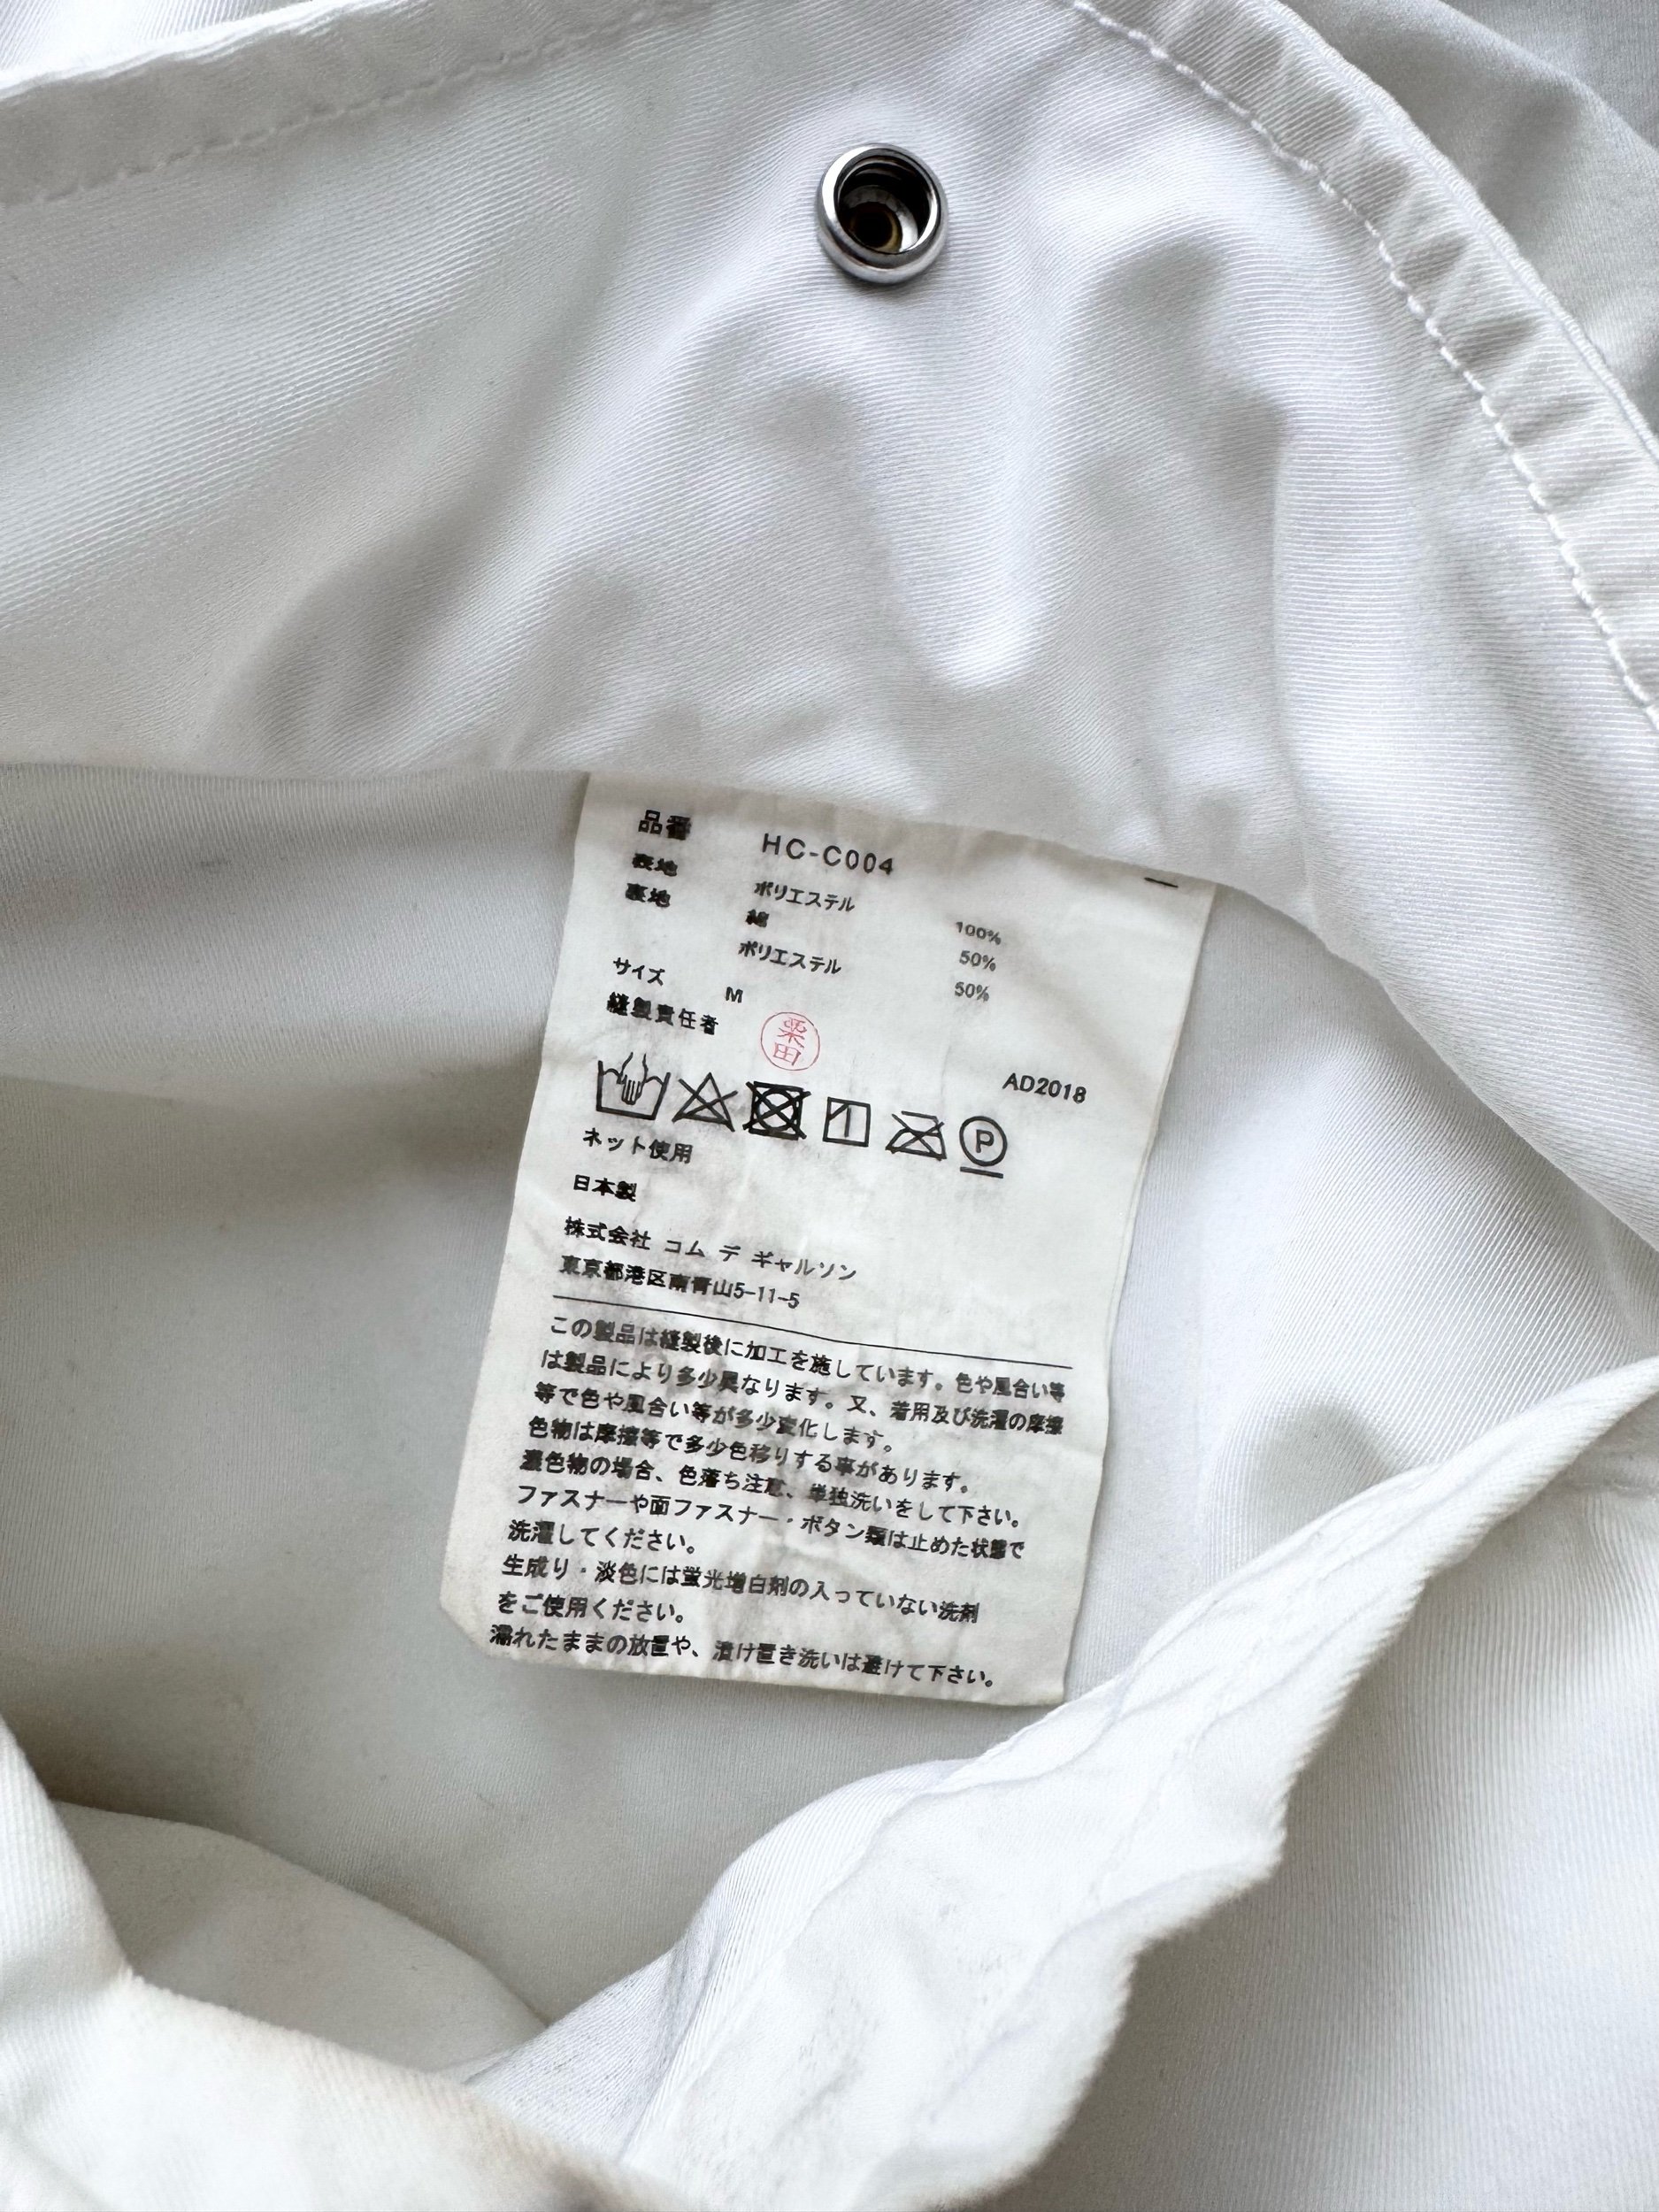 品番 HC-C004
表地 ポリエステル 100%
裏地 綿 50%
ポリエステル 50%
サイズ M
縫製責任者 栗田
AD2018
P
ネット使用
日本製
株式会社 コム デ ギャルソン
東京都港区南青山5-11-5
この製品は縫製後に加工を施しています。色や風合い等
は製品により多少異なります。又、着用及び洗濯の摩擦
等で色や風合い等が多少変化します。
色物は摩擦等で多少色移りする事があります。
濃色物の場合、色落ち注意、単独洗いをして下さい。
ファスナーや面ファスナー・ボタン類は止めた状態で
洗濯してください。
生成り・淡色には蛍光増白剤の入っていない洗剤
をご使用ください。
濡れたままの放置や、漬け置き洗いは避けて下さい。